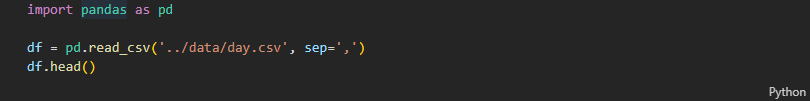 import pandas as pd
df = pd.read_csv('../data/day.csv', sep=',')
df.head()
Python